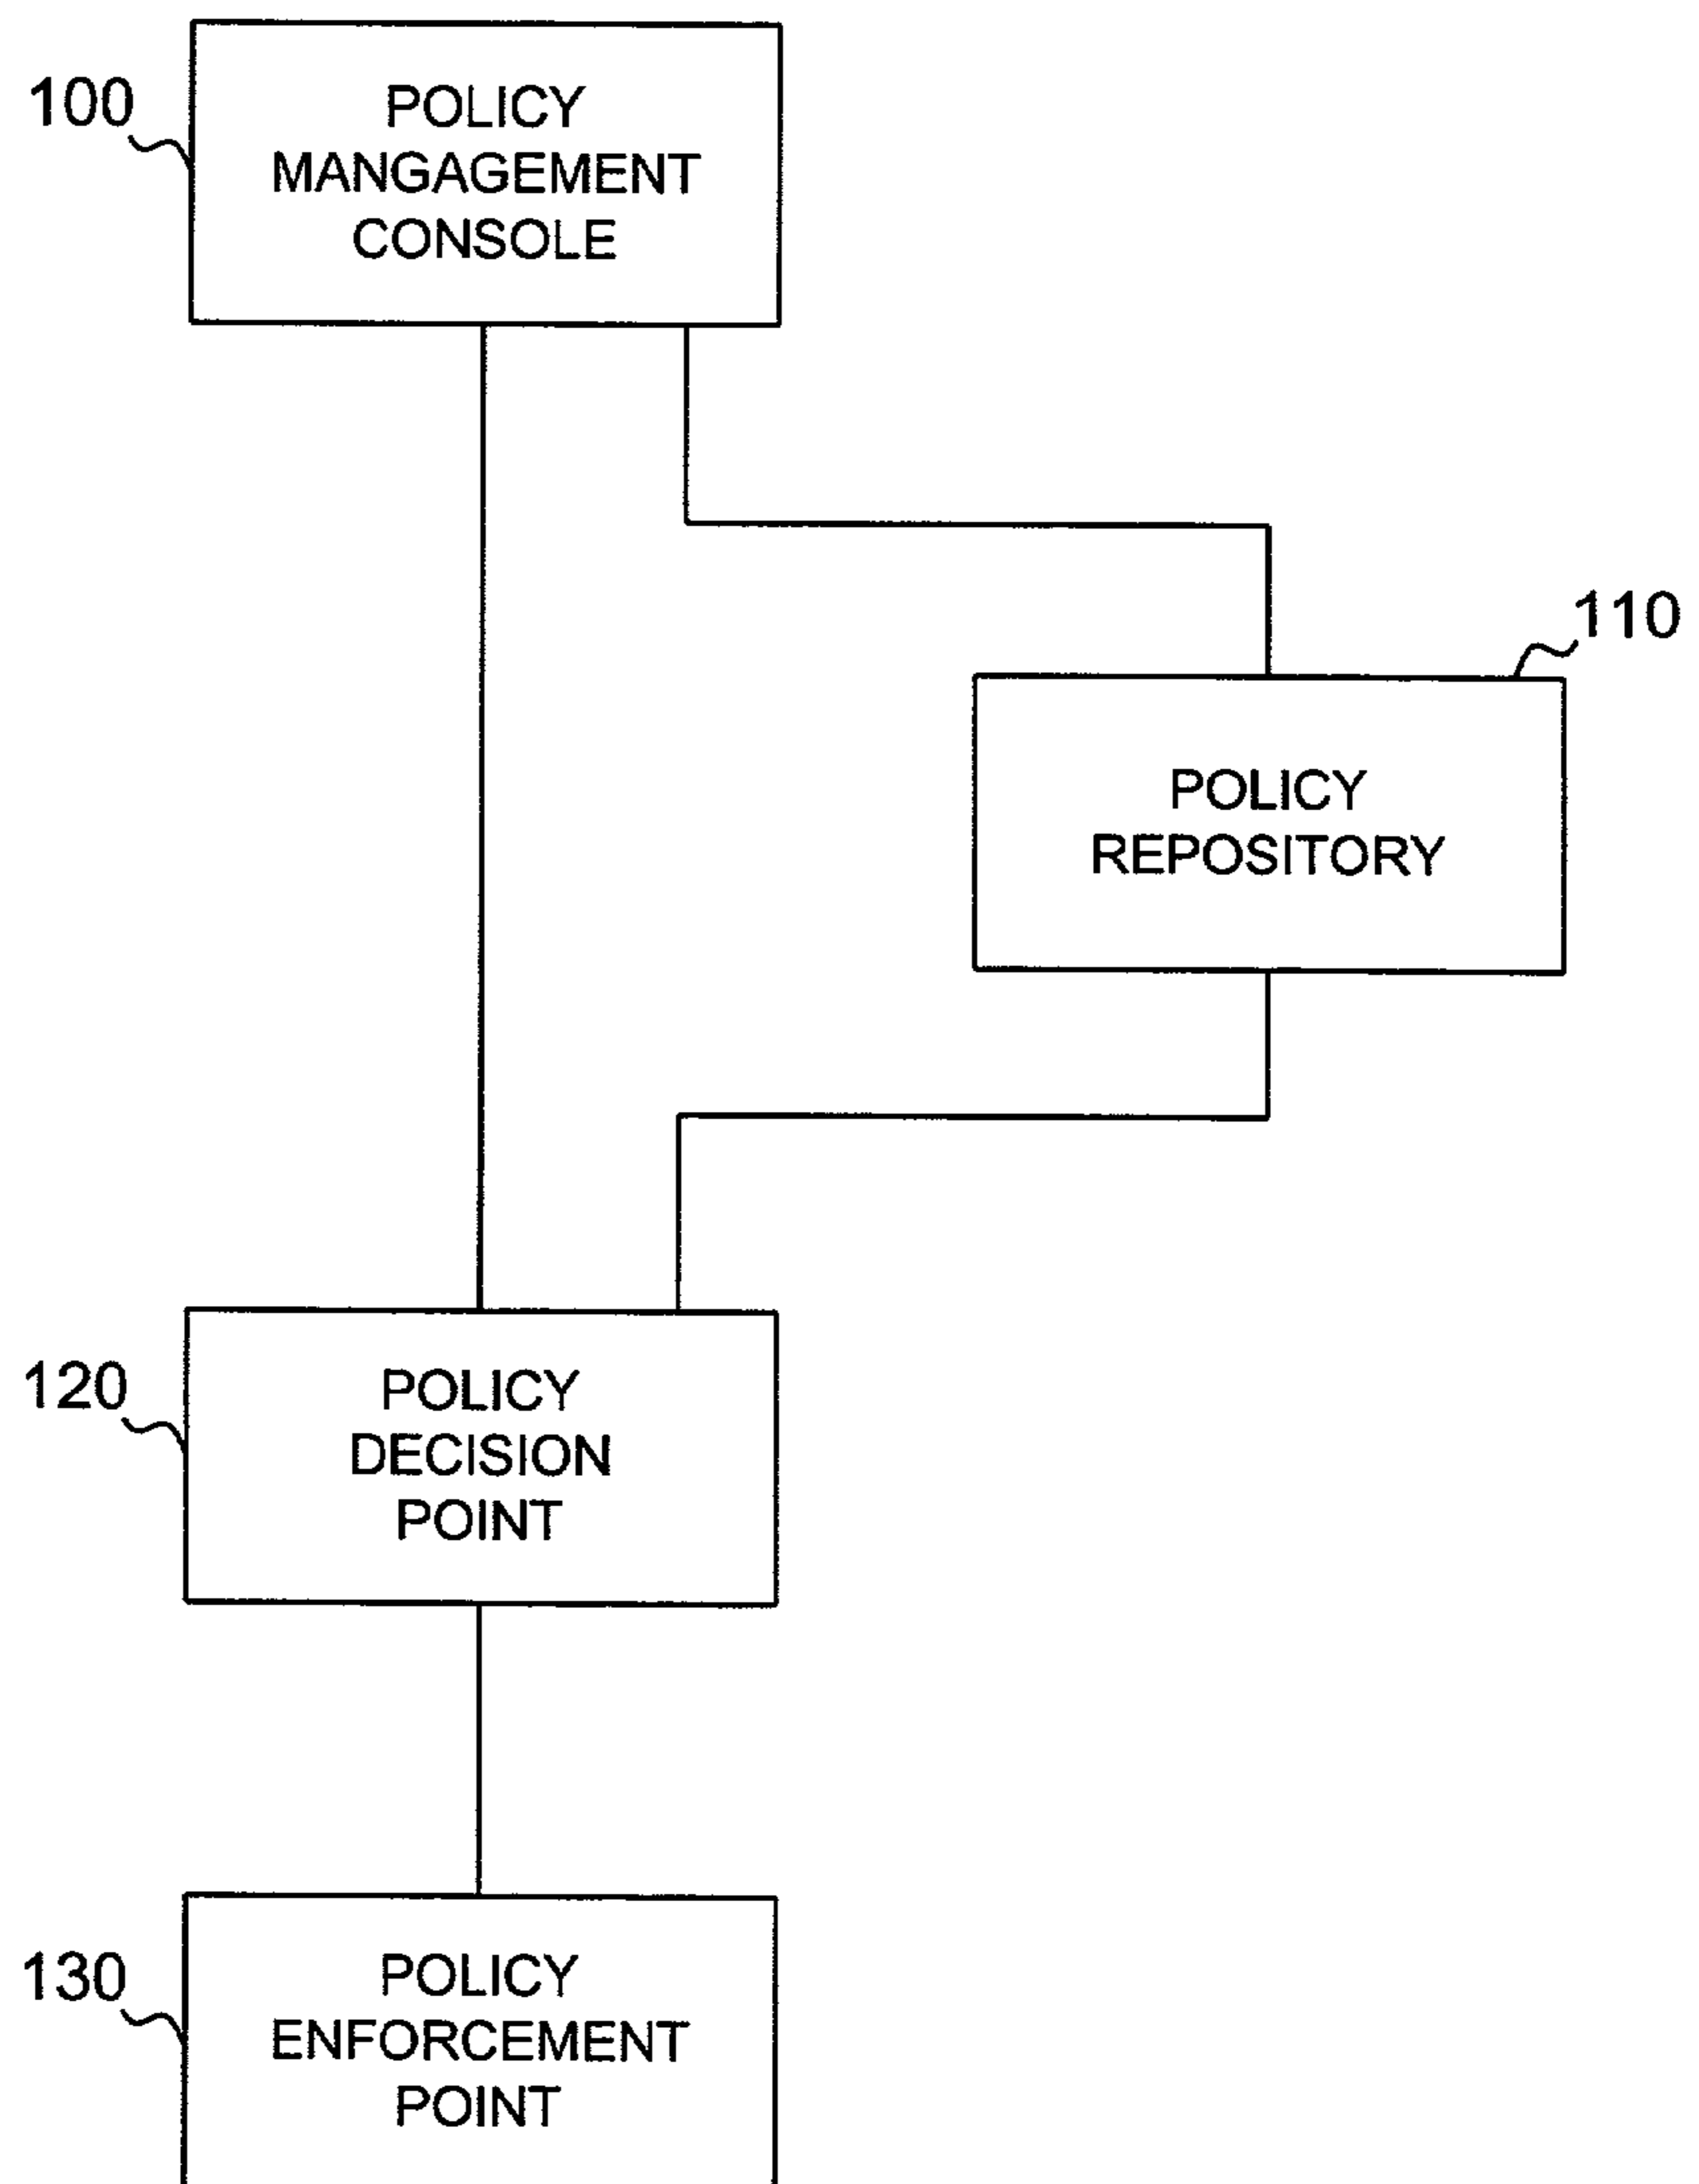 100
POLICY
MANGAGEMENT
CONSOLE
110
POLICY
REPOSITORY
120
POLICY
DECISION
POINT
130
POLICY
ENFORCEMENT
POINT